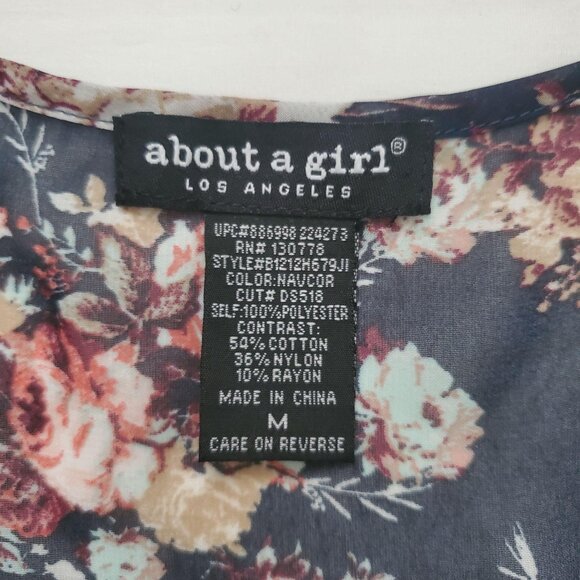 about a girl®
LOS ANGELES
UPC#886998 224273
RN# 130778
STYLE#B1212H679JI
COLOR:NAVCOR
CUT# DS518
SELF:100%POLYESTER
CONTRAST:
54% COTTON
36% NYLON
10% RAYON
MADE IN CHINA
M
CARE ON REVERSE